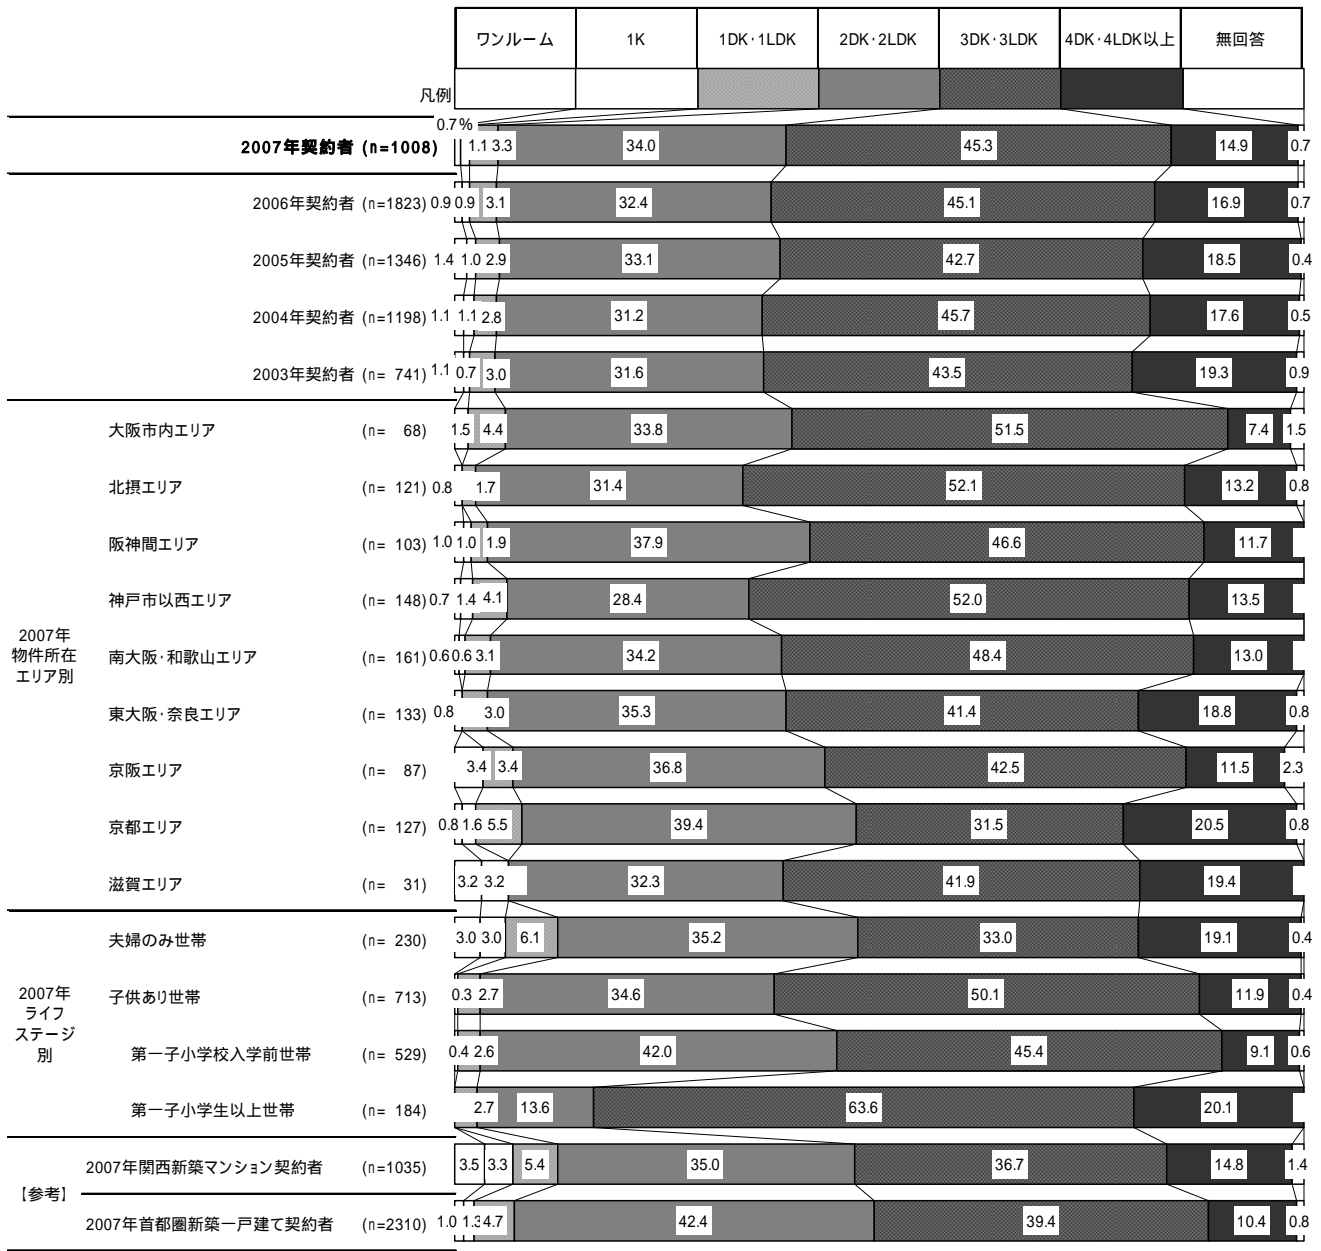 ワンルーム 1K 1DK･1LDK 2DK･2LDK 3DK･3LDK 4DK･4LDK以上 無回答
凡例
0.7%
2007年契約者 (n=1008) 1.1 3.3 34.0 45.3 14.9 0.7
2006年契約者 (n=1823) 0.9 0.9 3.1 32.4 45.1 16.9 0.7
2005年契約者 (n=1346) 1.4 1.0 2.9 33.1 42.7 18.5 0.4
2004年契約者 (n=1198) 1.1 1.1 2.8 31.2 45.7 17.6 0.5
2003年契約者 (n= 741) 1.1 0.7 3.0 31.6 43.5 19.3 0.9
2007年
物件所在
エリア別
大阪市内エリア (n= 68) 1.5 4.4 33.8 51.5 7.4 1.5
北摂エリア (n= 121) 0.8 1.7 31.4 52.1 13.2 0.8
阪神間エリア (n= 103) 1.0 1.0 1.9 37.9 46.6 11.7
神戸市以西エリア (n= 148) 0.7 1.4 4.1 28.4 52.0 13.5
南大阪･和歌山エリア (n= 161) 0.6 0.6 3.1 34.2 48.4 13.0
東大阪･奈良エリア (n= 133) 0.8 3.0 35.3 41.4 18.8 0.8
京阪エリア (n= 87) 3.4 3.4 36.8 42.5 11.5 2.3
京都エリア (n= 127) 0.8 1.6 5.5 39.4 31.5 20.5 0.8
滋賀エリア (n= 31) 3.2 3.2 32.3 41.9 19.4
2007年
ライフ
ステージ
別
夫婦のみ世帯 (n= 230) 3.0 3.0 6.1 35.2 33.0 19.1 0.4
子供あり世帯 (n= 713) 0.3 2.7 34.6 50.1 11.9 0.4
第一子小学校入学前世帯 (n= 529) 0.4 2.6 42.0 45.4 9.1 0.6
第一子小学生以上世帯 (n= 184) 2.7 13.6 63.6 20.1
【参考】
2007年関西新築マンション契約者 (n=1035) 3.5 3.3 5.4 35.0 36.7 14.8 1.4
2007年首都圏新築一戸建て契約者 (n=2310) 1.0 1.3 4.7 42.4 39.4 10.4 0.8